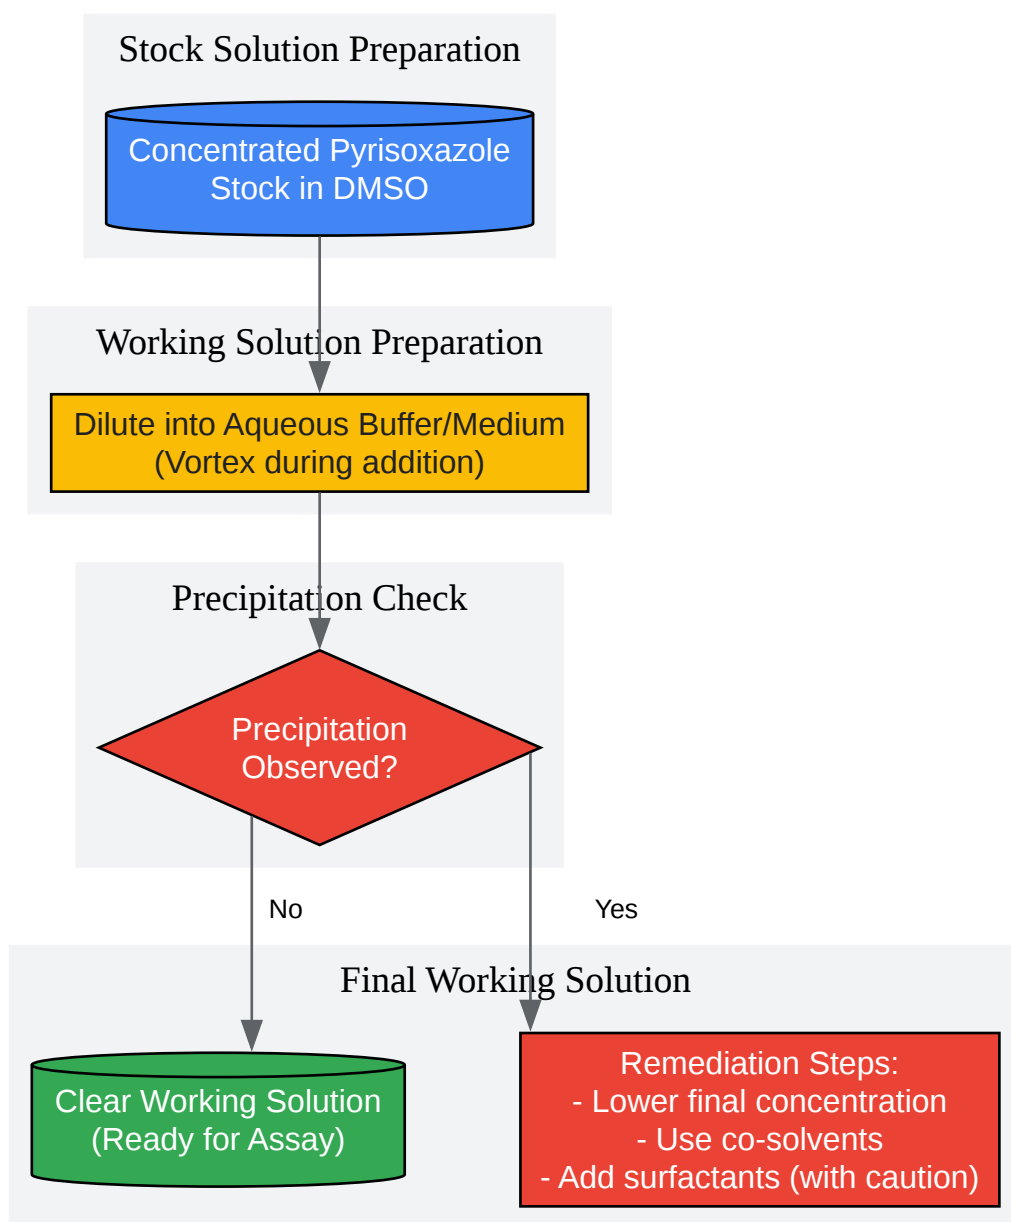 Stock Solution Preparation
Concentrated Pyrisoxazole
Stock in DMSO
Working Solution Preparation
Dilute into Aqueous Buffer/Medium
(Vortex during addition)
Precipitation Check
Precipitation
Observed?
No
Yes
Final Working Solution
Clear Working Solution
(Ready for Assay)
Remediation Steps:
- Lower final concentration
- Use co-solvents
- Add surfactants (with caution)